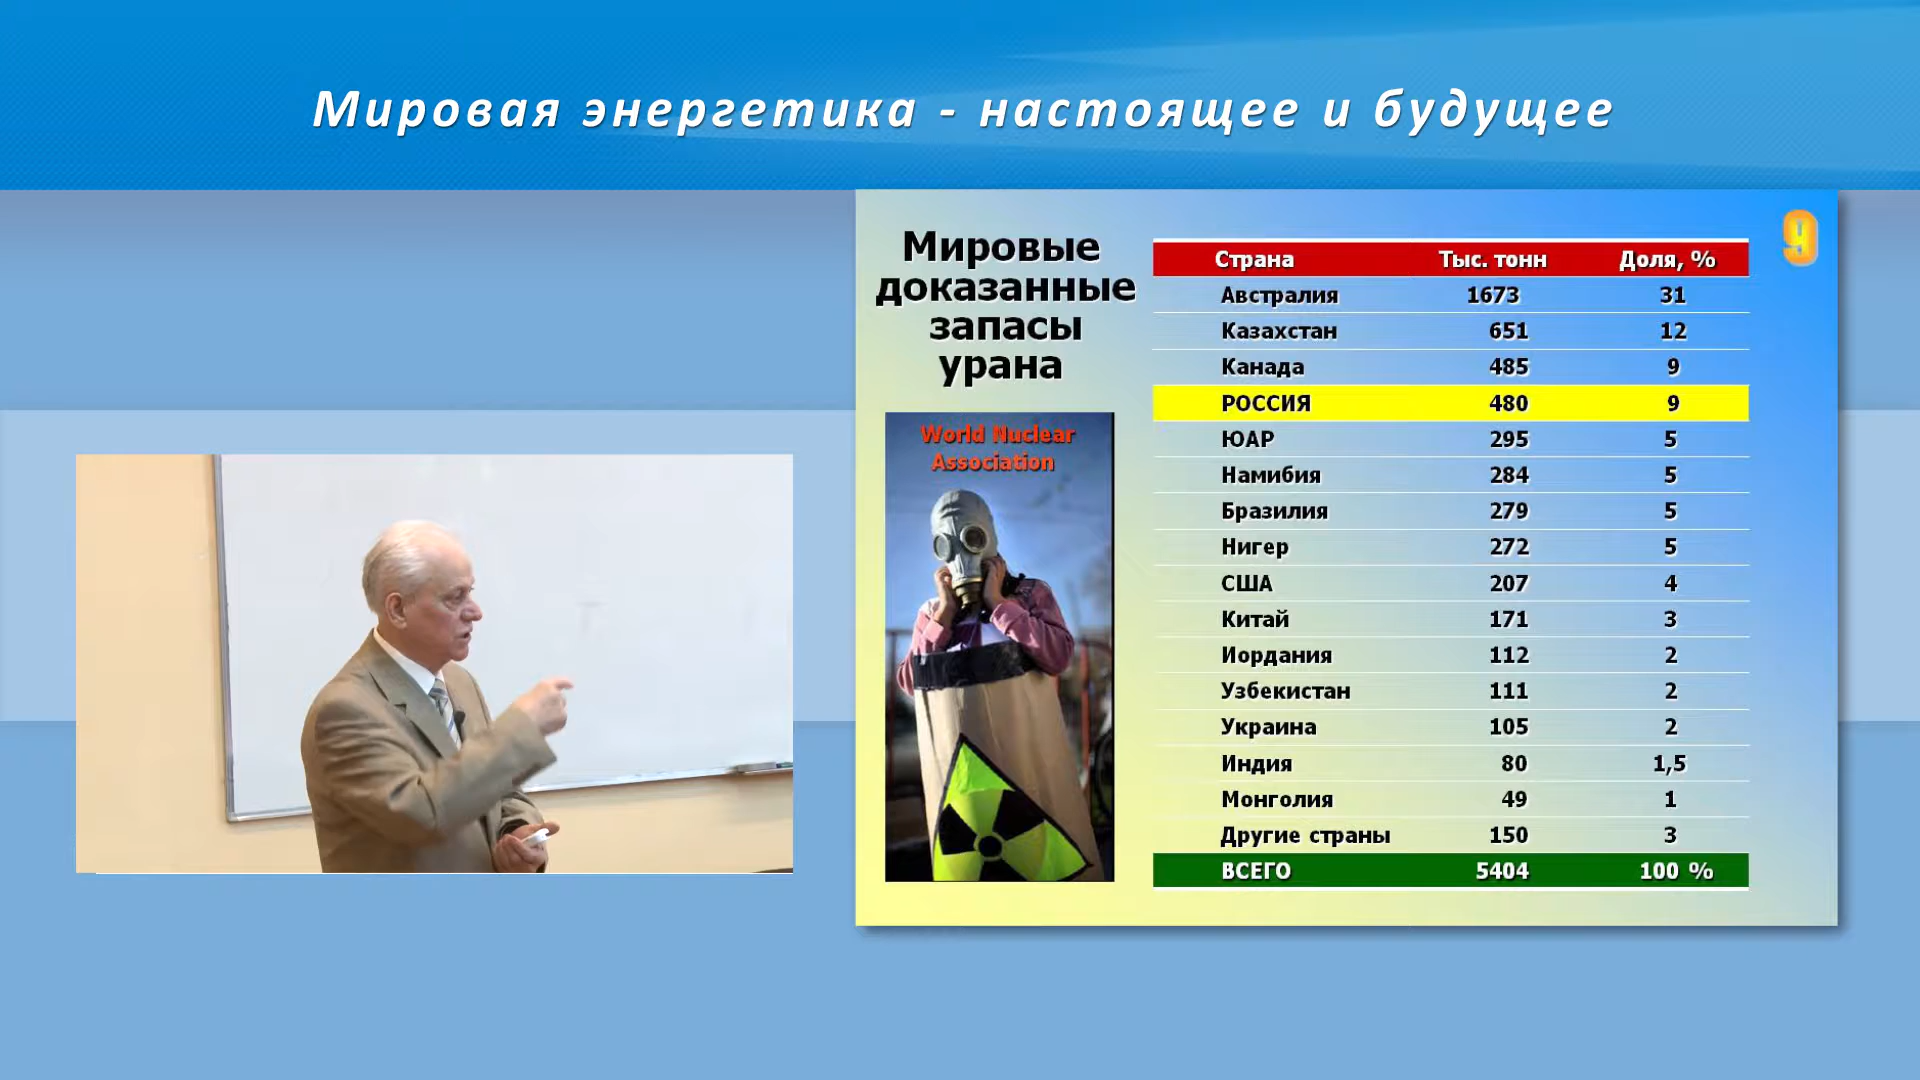 Мировая энергетика - настоящее и будущее
9
Мировые
доказанные
запасы
урана
World Nuclear
Association
Страна Тыс. тонн Доля, %
Австралия 1673 31
Казахстан 651 12
Канада 485 9
РОССИЯ 480 9
ЮАР 295 5
Намибия 284 5
Бразилия 279 5
Нигер 272 5
США 207 4
Китай 171 3
Иордания 112 2
Узбекистан 111 2
Украина 105 2
Индия 80 1,5
Монголия 49 1
Другие страны 150 3
ВСЕГО 5404 100 %